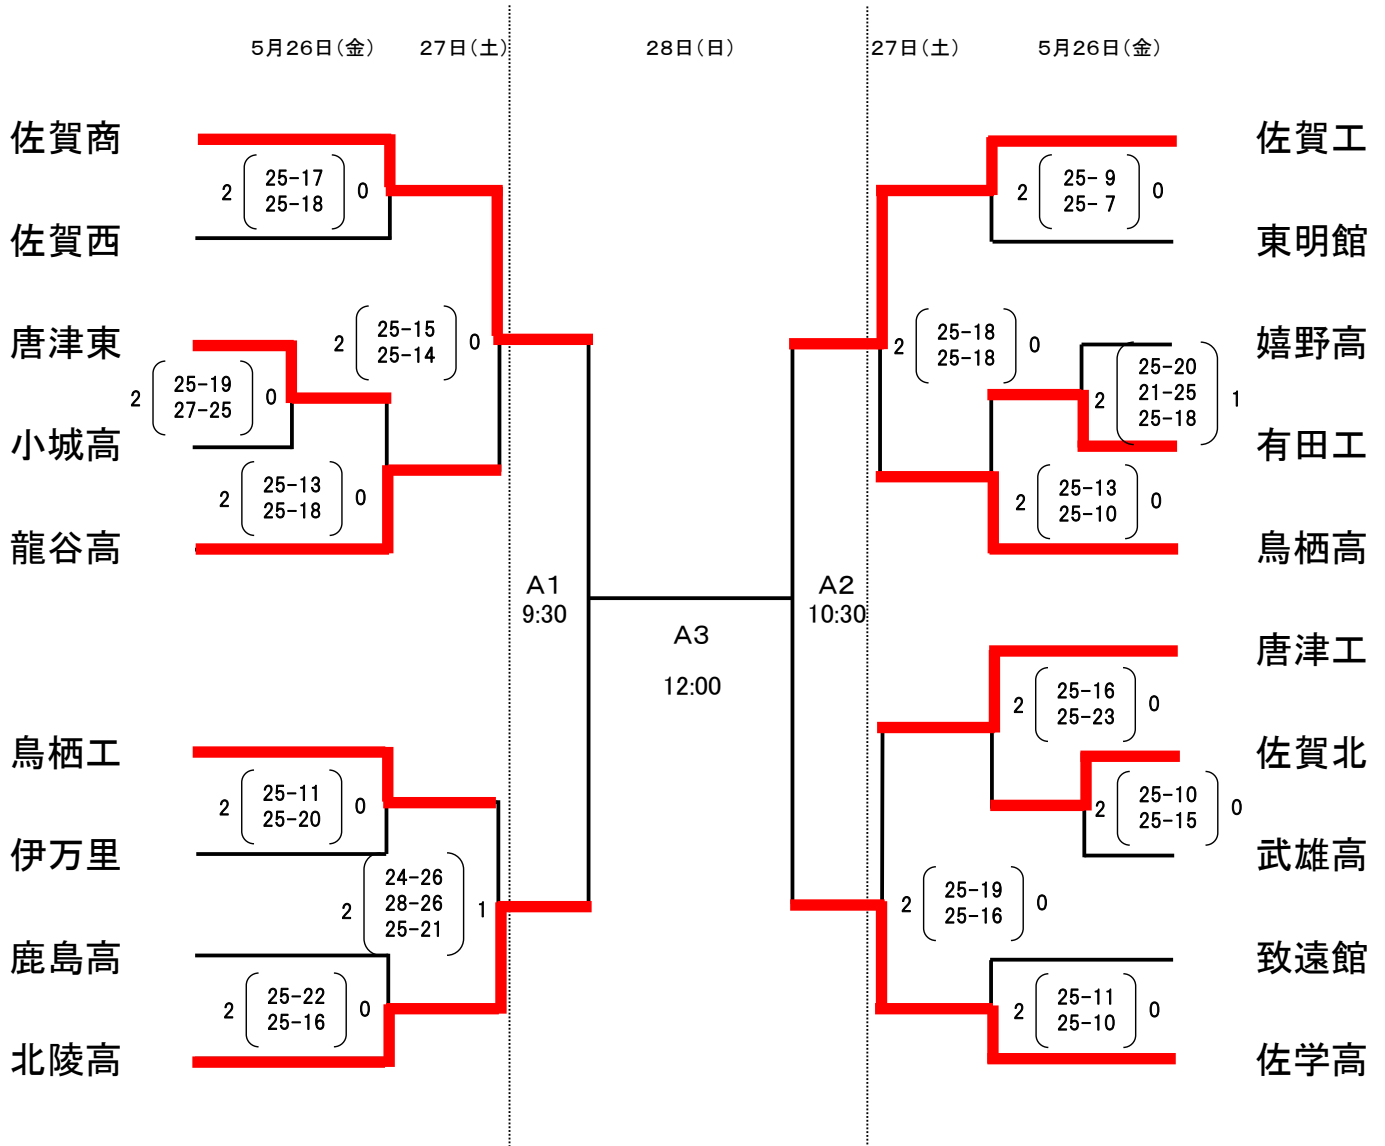 5月26日(金) 27日(土) 28日(日) 27日(土) 5月26日(金)
佐賀商
2 25-17 0
25-18
佐賀西
唐津東
2 25-15 0
25-14
2 25-19 0
27-25
小城高
2 25-13 0
25-18
龍谷高
鳥栖工
2 25-11 0
25-20
伊万里
24-26
2 28-26 1
25-21
鹿島高
2 25-22 0
25-16
北陵高
A1
9:30
A3
12:00
A2
10:30
佐賀工
2 25- 9 0
25- 7
東明館
2 25-18 0
25-18
嬉野高
25-20
2 21-25 1
25-18
有田工
2 25-13 0
25-10
鳥栖高
唐津工
2 25-16 0
25-23
佐賀北
2 25-10 0
25-15
武雄高
2 25-19 0
25-16
致遠館
2 25-11 0
25-10
佐学高